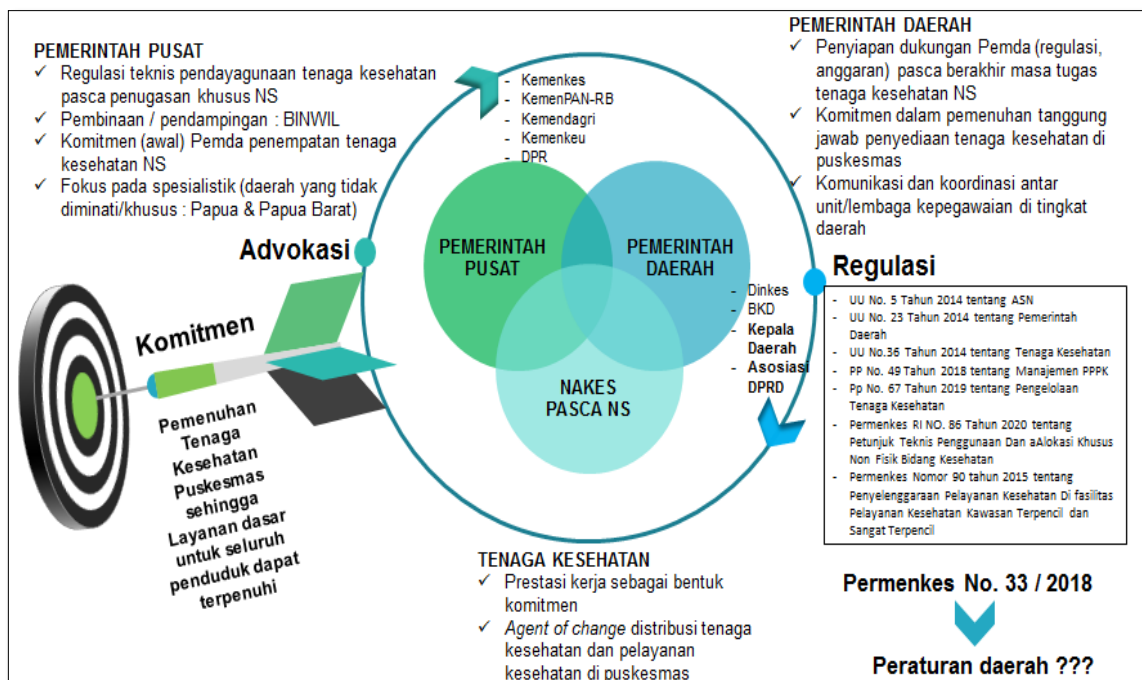 PEMERINTAH PUSAT
✓ Regulasi teknis pendayagunaan tenaga kesehatan
pasca penugasan khusus NS
✓ Pembinaan / pendampingan : BINWIL
✓ Komitmen (awal) Pemda penempatan tenaga
kesehatan NS
✓ Fokus pada spesialistik (daerah yang tidak
diminati/khusus : Papua & Papua Barat)
- Kemenkes
- KemenPAN-RB
- Kemendagri
- Kemenkeu
- DPR
PEMERINTAH DAERAH
✓ Penyiapan dukungan Pemda (regulasi,
anggaran) pasca berakhir masa tugas
tenaga kesehatan NS
✓ Komitmen dalam pemenuhan tanggung
jawab penyediaan tenaga kesehatan di
puskesmas
✓ Komunikasi dan koordinasi antar
unit/lembaga kepegawaian di tingkat
daerah
Advokasi
PEMERINTAH
PUSAT
PEMERINTAH
DAERAH
NAKES
PASCA NS
- Dinkes
- BKD
- Kepala
Daerah
- Asosiasi
DPRD
Regulasi
- UU No. 5 Tahun 2014 tentang ASN
- UU No. 23 Tahun 2014 tentang Pemerintah
Daerah
- UU No.36 Tahun 2014 tentang Tenaga Kesehatan
- PP No. 49 Tahun 2018 tentang Manajemen PPPK
- Pp No. 67 Tahun 2019 tentang Pengelolaan
Tenaga Kesehatan
- Permenkes RI NO. 86 Tahun 2020 tentang
Petunjuk Teknis Penggunaan Dan aAlokasi Khusus
Non Fisik Bidang Kesehatan
- Permenkes Nomor 90 tahun 2015 tentang
Penyelenggaraan Pelayanan Kesehatan Di fasilitas
Pelayanan Kesehatan Kawasan Terpencil dan
Sangat Terpencil
Komitmen
Pemenuhan
Tenaga
Kesehatan
Puskesmas
sehingga
Layanan dasar
untuk seluruh
penduduk dapat
terpenuhi
TENAGA KESEHATAN
✓ Prestasi kerja sebagai bentuk
komitmen
✓ Agent of change distribusi tenaga
kesehatan dan pelayanan
kesehatan di puskesmas
Permenkes No. 33 / 2018
Peraturan daerah ???